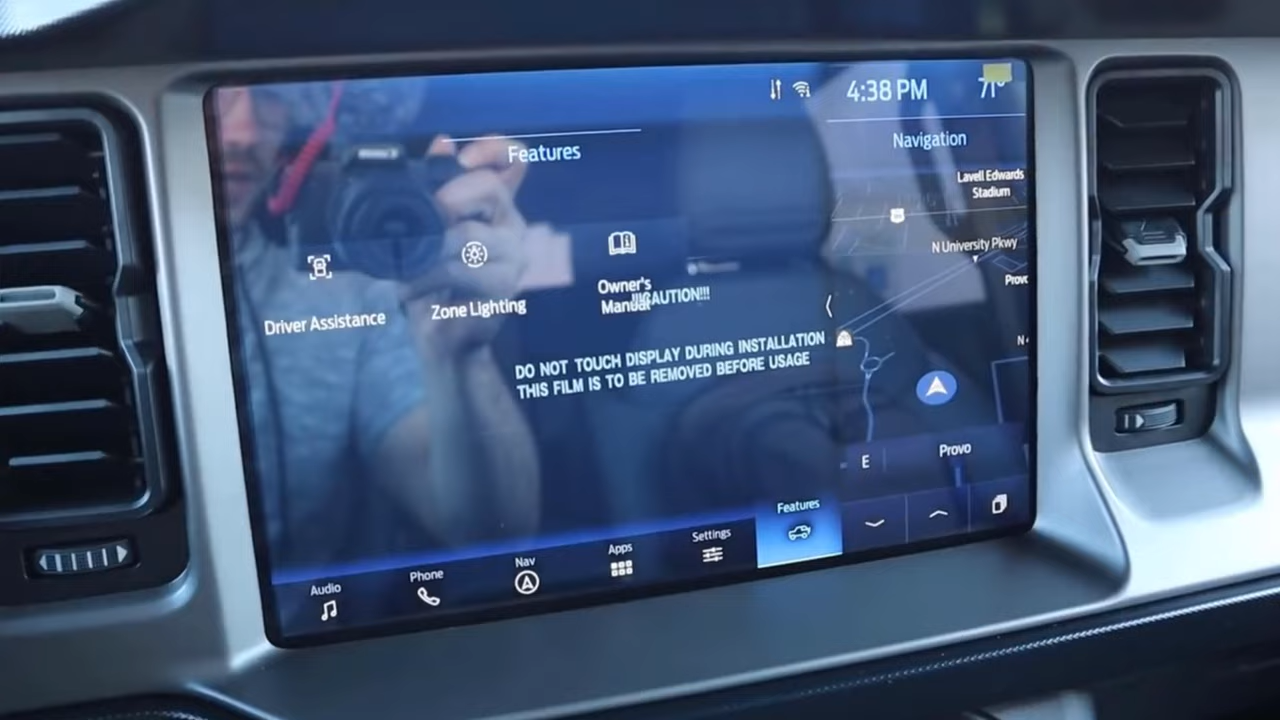 4:38 PM
71°
Features
Navigation
Lavell Edwards
Stadium
N University Pkwy
Provo
Driver Assistance
Zone Lighting
Owner's
Manual
!!!CAUTION!!!
DO NOT TOUCH DISPLAY DURING INSTALLATION
THIS FILM IS TO BE REMOVED BEFORE USAGE
E
Provo
Audio
Phone
Nav
Apps
Settings
Features